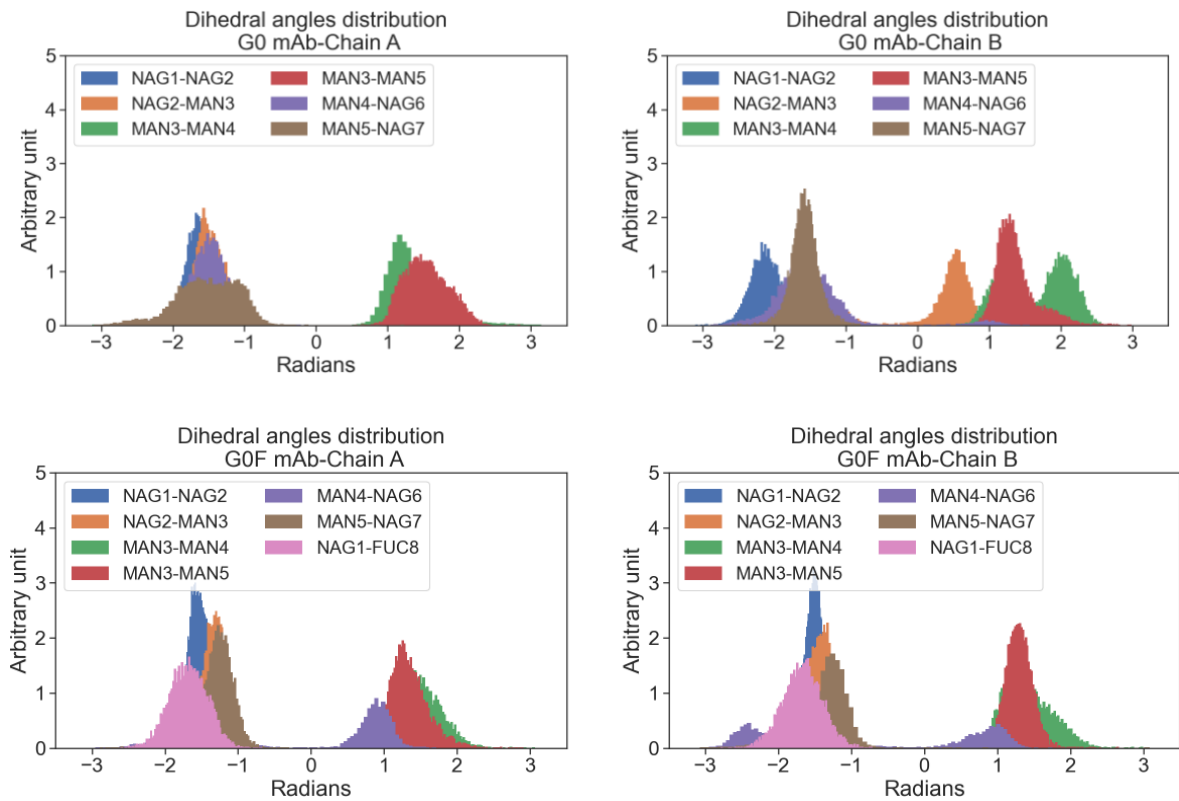 Dihedral angles distribution
G0 mAb-Chain A
5
4
3
2
1
0
Arbitrary unit
NAG1-NAG2
NAG2-MAN3
MAN3-MAN4
MAN3-MAN5
MAN4-NAG6
MAN5-NAG7
−3 −2 −1 0 1 2 3
Radians
Dihedral angles distribution
G0 mAb-Chain B
5
4
3
2
1
0
Arbitrary unit
NAG1-NAG2
NAG2-MAN3
MAN3-MAN4
MAN3-MAN5
MAN4-NAG6
MAN5-NAG7
−3 −2 −1 0 1 2 3
Radians
Dihedral angles distribution
G0F mAb-Chain A
5
4
3
2
1
0
Arbitrary unit
NAG1-NAG2
NAG2-MAN3
MAN3-MAN4
MAN3-MAN5
MAN4-NAG6
MAN5-NAG7
NAG1-FUC8
−3 −2 −1 0 1 2 3
Radians
Dihedral angles distribution
G0F mAb-Chain B
5
4
3
2
1
0
Arbitrary unit
NAG1-NAG2
NAG2-MAN3
MAN3-MAN4
MAN3-MAN5
MAN4-NAG6
MAN5-NAG7
NAG1-FUC8
−3 −2 −1 0 1 2 3
Radians